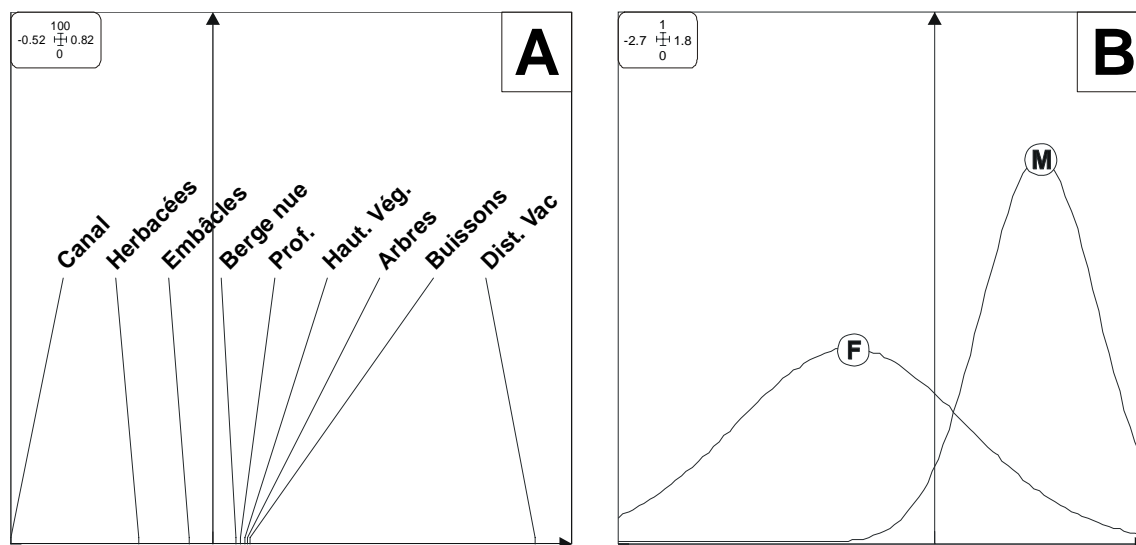 100
-0.52 0.82
0
A
Canal
Herbacées
Embâcles
Berge nue
Prof.
Haut. Vég.
Arbres
Buissons
Dist. Vac
1
-2.7 1.8
0
B
M
F